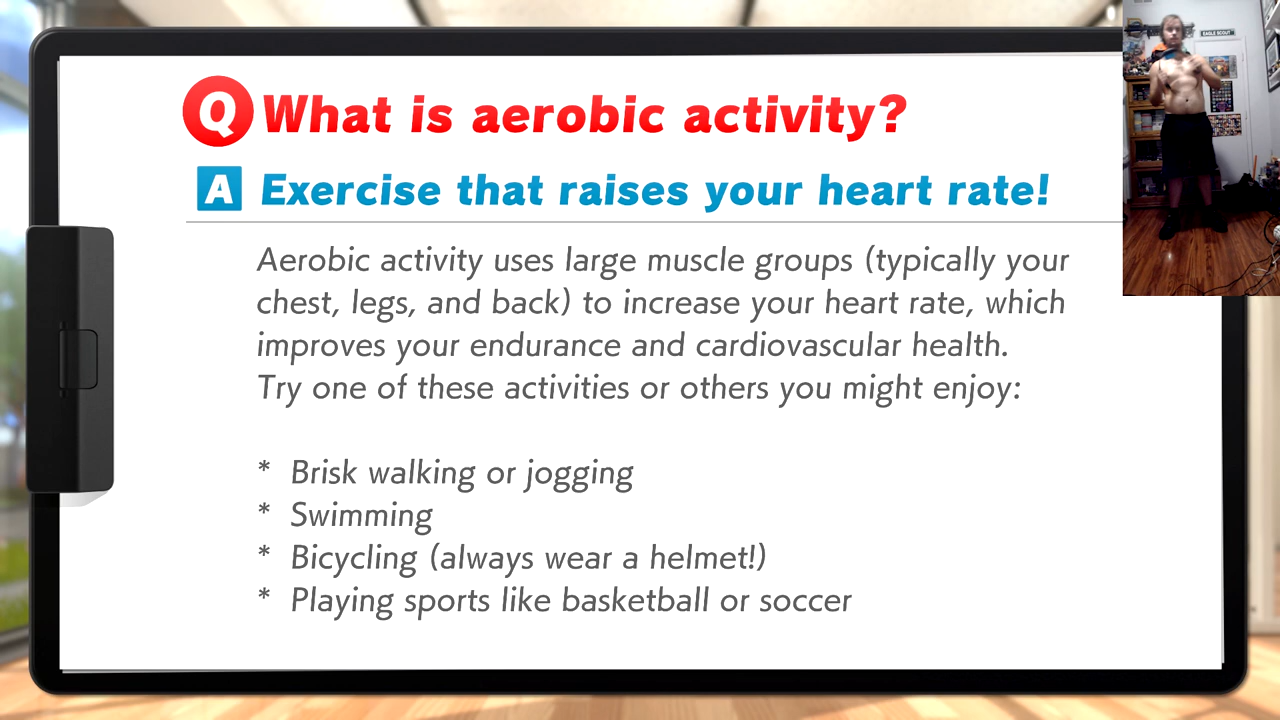 Q What is aerobic activity?
A Exercise that raises your heart rate!
Aerobic activity uses large muscle groups (typically your
chest, legs, and back) to increase your heart rate, which
improves your endurance and cardiovascular health.
Try one of these activities or others you might enjoy:
* Brisk walking or jogging
* Swimming
* Bicycling (always wear a helmet!)
* Playing sports like basketball or soccer
EAGLE SCOUT